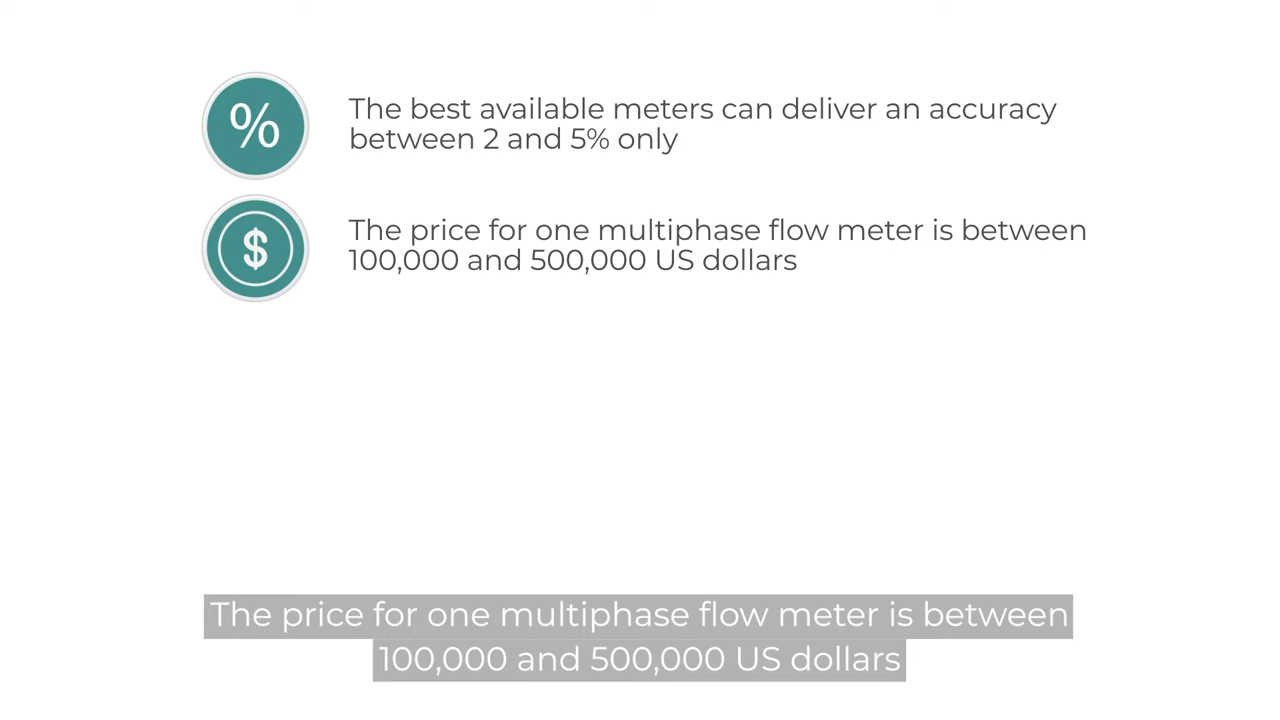 %
The best available meters can deliver an accuracy
between 2 and 5% only
$
The price for one multiphase flow meter is between
100,000 and 500,000 US dollars
The price for one multiphase flow meter is between
100,000 and 500,000 US dollars